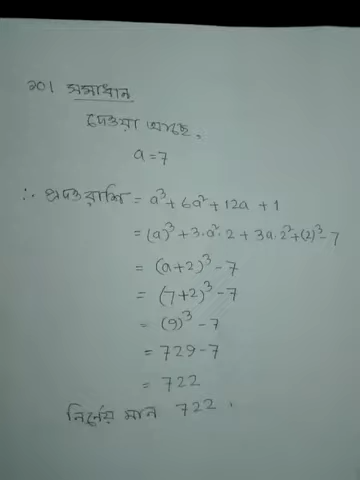 ১০। সমাধান
দেওয়া আছে,
a = 7
∴ প্রদত্ত রাশি = a³ + 6a² + 12a + 1
= (a)³ + 3·a²·2 + 3a·2² + (2)³ - 7
= (a+2)³ - 7
= (7+2)³ - 7
= (9)³ - 7
= 729 - 7
= 722
নির্নেয় মান 722.